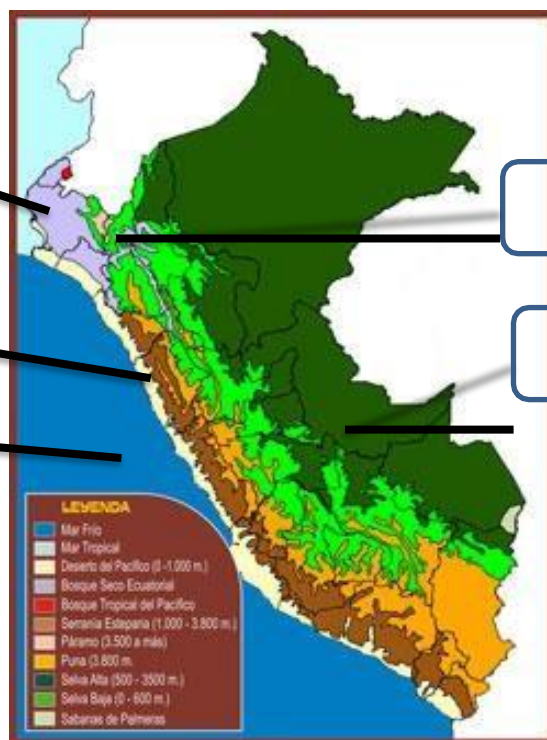 LEYENDA
Mar Frío
Mar Tropical
Desierto del Pacífico (0 -1.000 m.)
Bosque Seco Ecuatorial
Bosque Tropical del Pacífico
Serranía Esteparia (1.000 - 3.800 m.)
Páramo (3.500 a más)
Puna (3.800 m.
Selva Alta (500 - 3500 m.)
Selva Baja (0 - 600 m.)
Sabanas de Palmeras